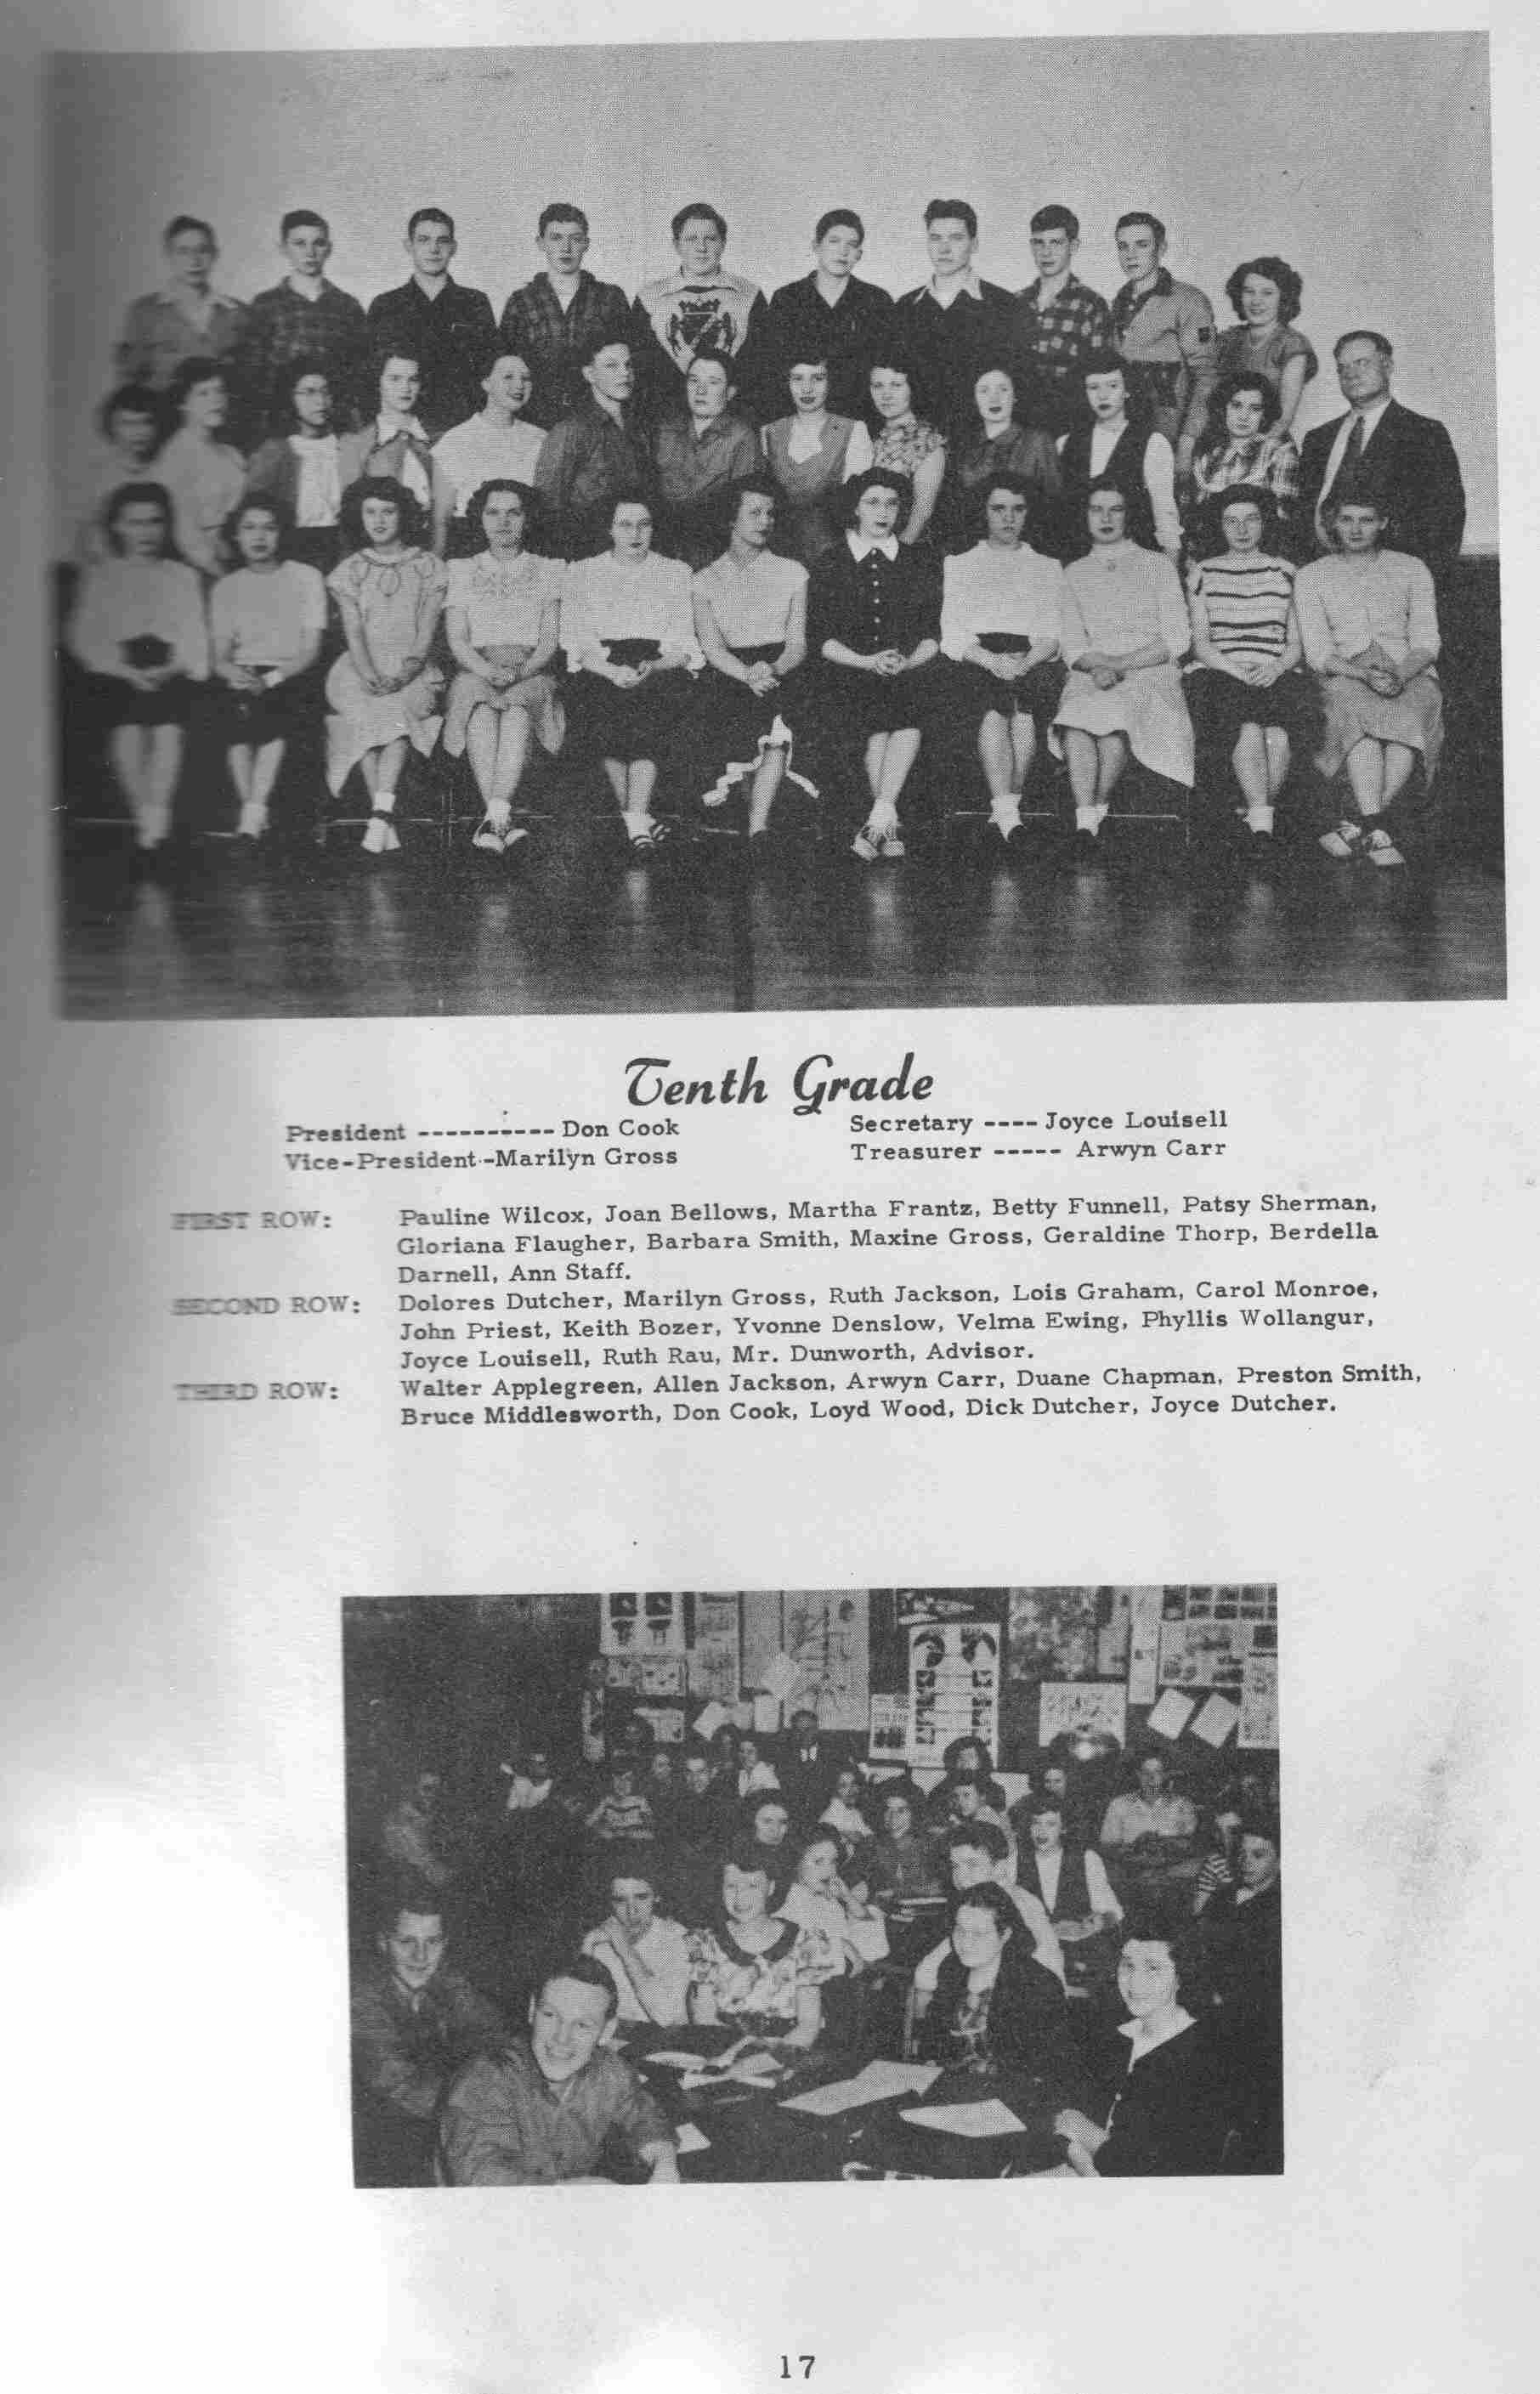 Tenth Grade
President ---------- Don Cook
Secretary ---- Joyce Louisell
Vice-President--Marilyn Gross
Treasurer ----- Arwyn Carr
FIRST ROW: Pauline Wilcox, Joan Bellows, Martha Frantz, Betty Funnell, Patsy Sherman,
Gloriana Flaugher, Barbara Smith, Maxine Gross, Geraldine Thorp, Berdella
Darnell, Ann Staff.
SECOND ROW: Dolores Dutcher, Marilyn Gross, Ruth Jackson, Lois Graham, Carol Monroe,
John Priest, Keith Bozer, Yvonne Denslow, Velma Ewing, Phyllis Wollangur,
Joyce Louisell, Ruth Rau, Mr. Dunworth, Advisor.
THIRD ROW: Walter Applegreen, Allen Jackson, Arwyn Carr, Duane Chapman, Preston Smith,
Bruce Middlesworth, Don Cook, Loyd Wood, Dick Dutcher, Joyce Dutcher.
17